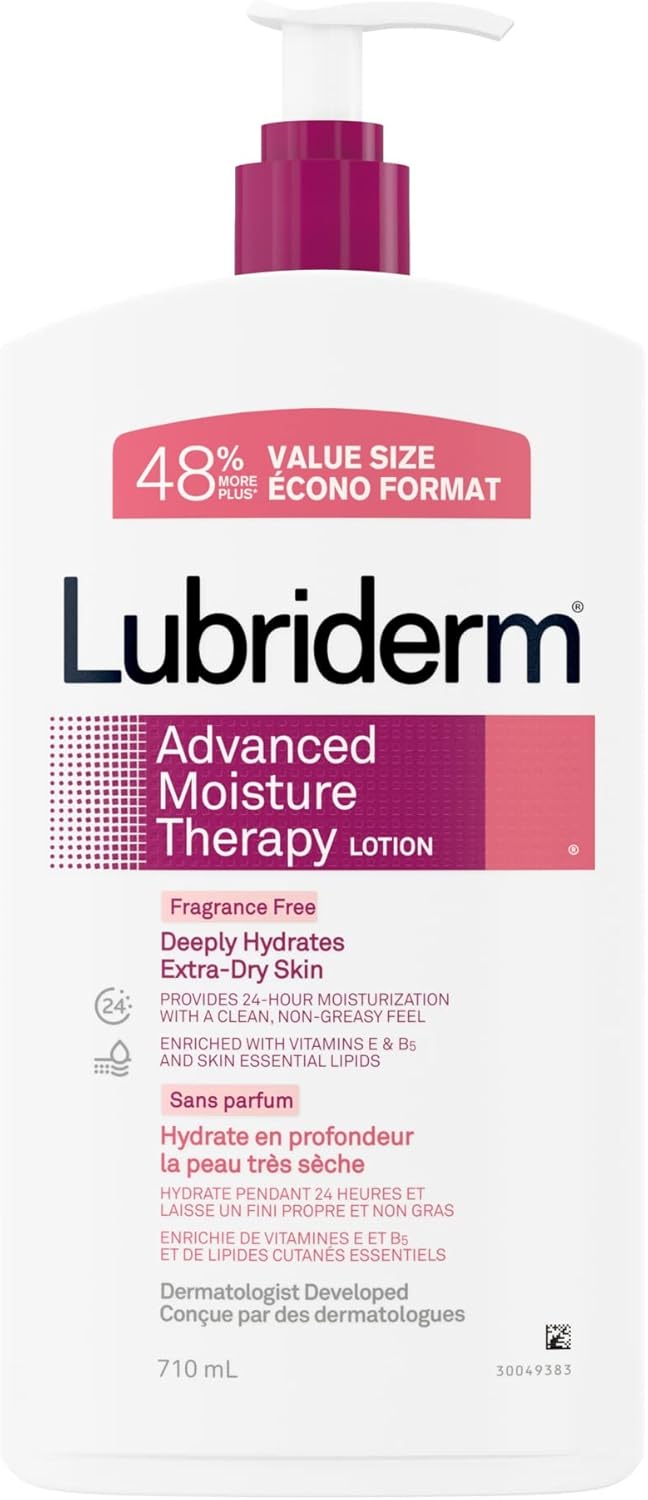 48% MORE PLUS* VALUE SIZE
ÉCONO FORMAT
Lubriderm®
Advanced
Moisture
Therapy LOTION
®
Fragrance Free
Deeply Hydrates
Extra-Dry Skin
24
PROVIDES 24-HOUR MOISTURIZATION
WITH A CLEAN, NON-GREASY FEEL
ENRICHED WITH VITAMINS E & B5
AND SKIN ESSENTIAL LIPIDS
Sans parfum
Hydrate en profondeur
la peau très sèche
HYDRATE PENDANT 24 HEURES ET
LAISSE UN FINI PROPRE ET NON GRAS
ENRICHIE DE VITAMINES E ET B5
ET DE LIPIDES CUTANÉS ESSENTIELS
Dermatologist Developed
Conçue par des dermatologues
710 mL
30049383